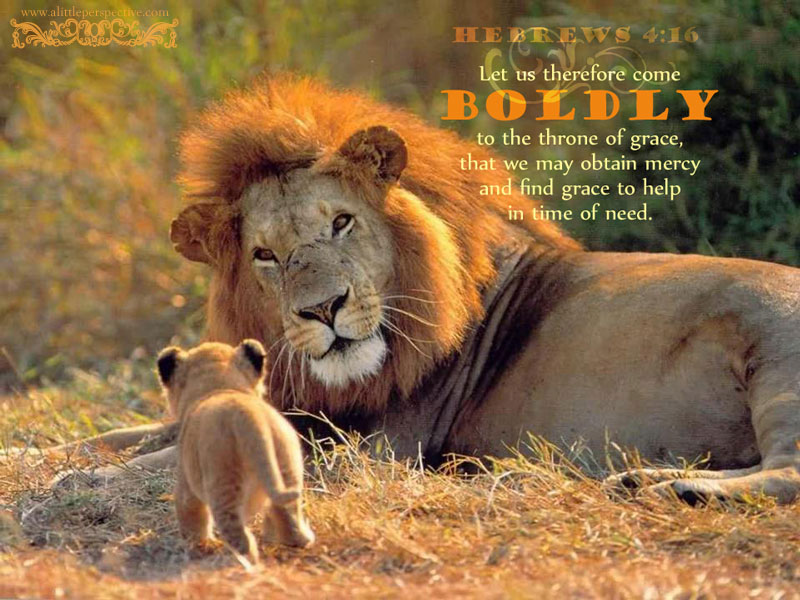 www.alittleperspective.com
HEBREWS 4:16
Let us therefore come
BOLDLY
to the throne of grace,
that we may obtain mercy
and find grace to help
in time of need.